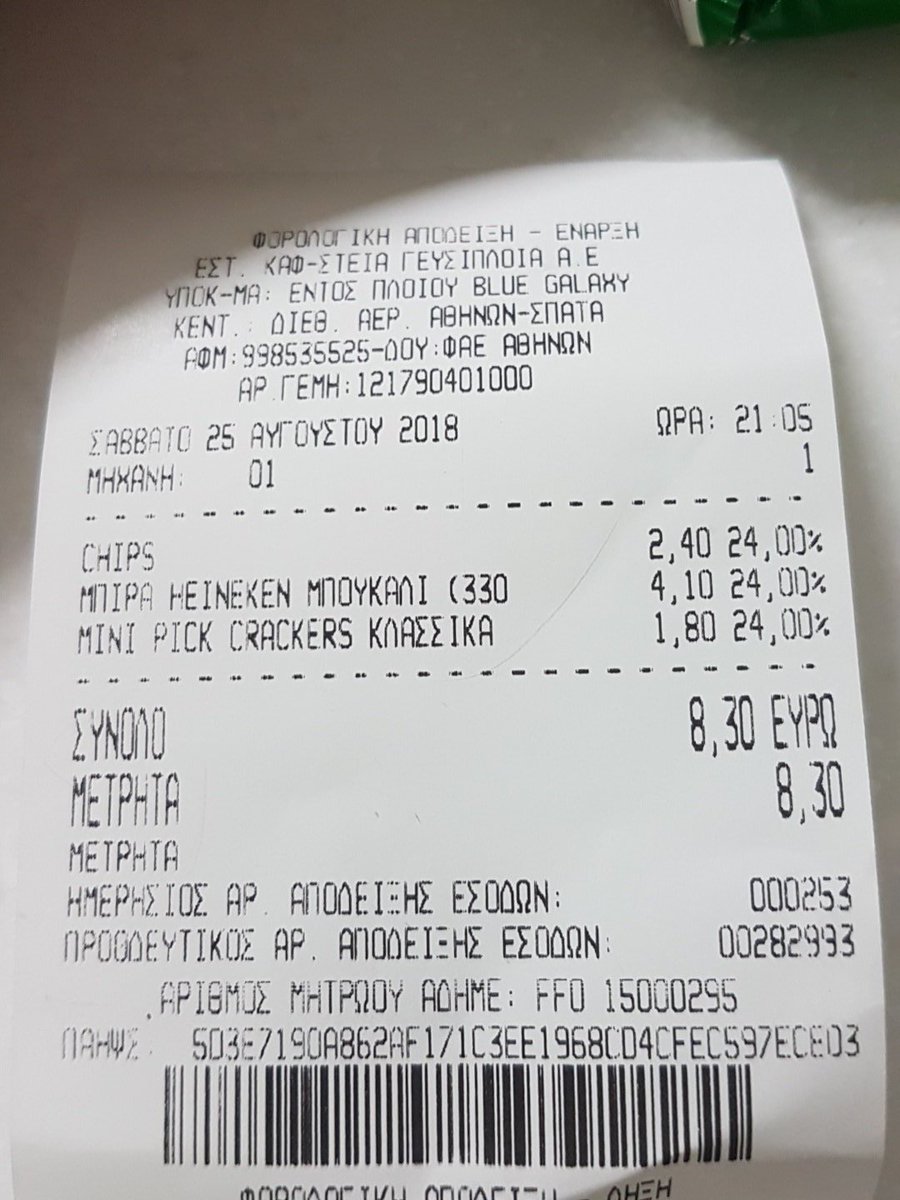 ΦΟΡΟΛΟΓΙΚΗ ΑΠΟΔΕΙΞΗ - ΕΝΑΡΞΗ
ΕΣΤ. ΚΑΦ-ΣΤΕΙΑ ΓΕΥΣΙΠΛΟΙΑ Α.Ε
ΥΠΟΚ-ΜΑ: ΕΝΤΟΣ ΠΛΟΙΟΥ BLUE GALAXY
ΚΕΝΤ.: ΔΙΕΘ. ΑΕΡ. ΑΘΗΝΩΝ-ΣΠΑΤΑ
ΑΦΜ:998535525-ΔΟΥ:ΦΑΕ ΑΘΗΝΩΝ
ΑΡ.ΓΕΜΗ:121790401000
ΣΑΒΒΑΤΟ 25 ΑΥΓΟΥΣΤΟΥ 2018 ΩΡΑ: 21:05
ΜΗΧΑΝΗ: 01 1
CHIPS 2,40 24,00%
ΜΠΙΡΑ HEINEKEN ΜΠΟΥΚΑΛΙ (330 4,10 24,00%
MINI PICK CRACKERS ΚΛΑΣΣΙΚΑ 1,80 24,00%
ΣΥΝΟΛΟ 8,30 ΕΥΡΩ
ΜΕΤΡΗΤΑ 8,30
ΜΕΤΡΗΤΑ
ΗΜΕΡΗΣΙΟΣ ΑΡ. ΑΠΟΔΕΙΞΗΣ ΕΣΟΔΩΝ: 000253
ΠΡΟΟΔΕΥΤΙΚΟΣ ΑΡ. ΑΠΟΔΕΙΞΗΣ ΕΣΟΔΩΝ: 00282993
ΑΡΙΘΜΟΣ ΜΗΤΡΩΟΥ ΑΔΗΜΕ: FFO 15000295
ΠΑΗΨΣ: 5D3E7190A862AF171C3EE1968CD4CFEC597ECE03
ΦΟΡΟΛΟΓΙΚΗ ΑΠΟΔΕΙΞΗ - ΛΗΞΗ